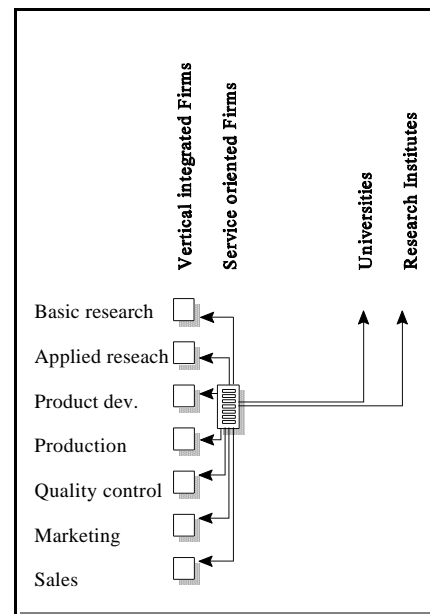 Vertical integrated Firms
Service oriented Firms
Universities
Research Institutes
Basic research
Applied reseach
Product dev.
Production
Quality control
Marketing
Sales